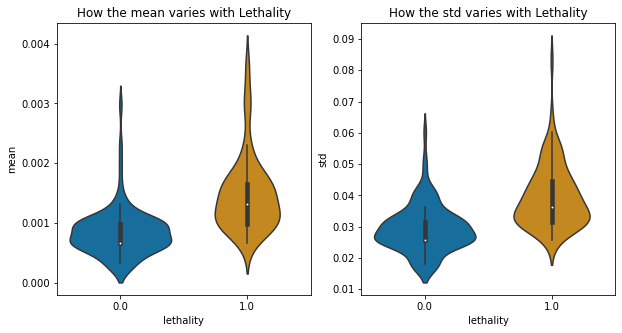 How the mean varies with Lethality
mean
0.004
0.003
0.002
0.001
0.000
0.0 1.0
lethality
How the std varies with Lethality
std
0.09
0.08
0.07
0.06
0.05
0.04
0.03
0.02
0.01
0.0 1.0
lethality